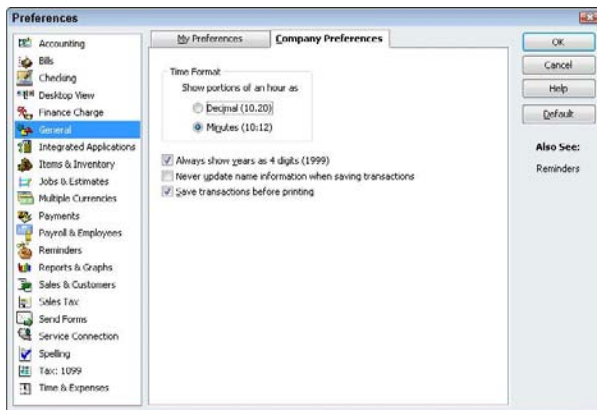 Preferences
Accounting
Bills
Checking
Desktop View
Finance Charge
General
Integrated Applications
Items & Inventory
Jobs & Estimates
Multiple Currencies
Payments
Payroll & Employees
Reminders
Reports & Graphs
Sales & Customers
Sales Tax
Send Forms
Service Connection
Spelling
Tax: 1099
Time & Expenses
My Preferences
Company Preferences
Time Format
Show portions of an hour as
Decimal (10.20)
Minutes (10:12)
Always show years as 4 digits (1999)
Never update name information when saving transactions
Save transactions before printing
OK
Cancel
Help
Default
Also See:
Reminders